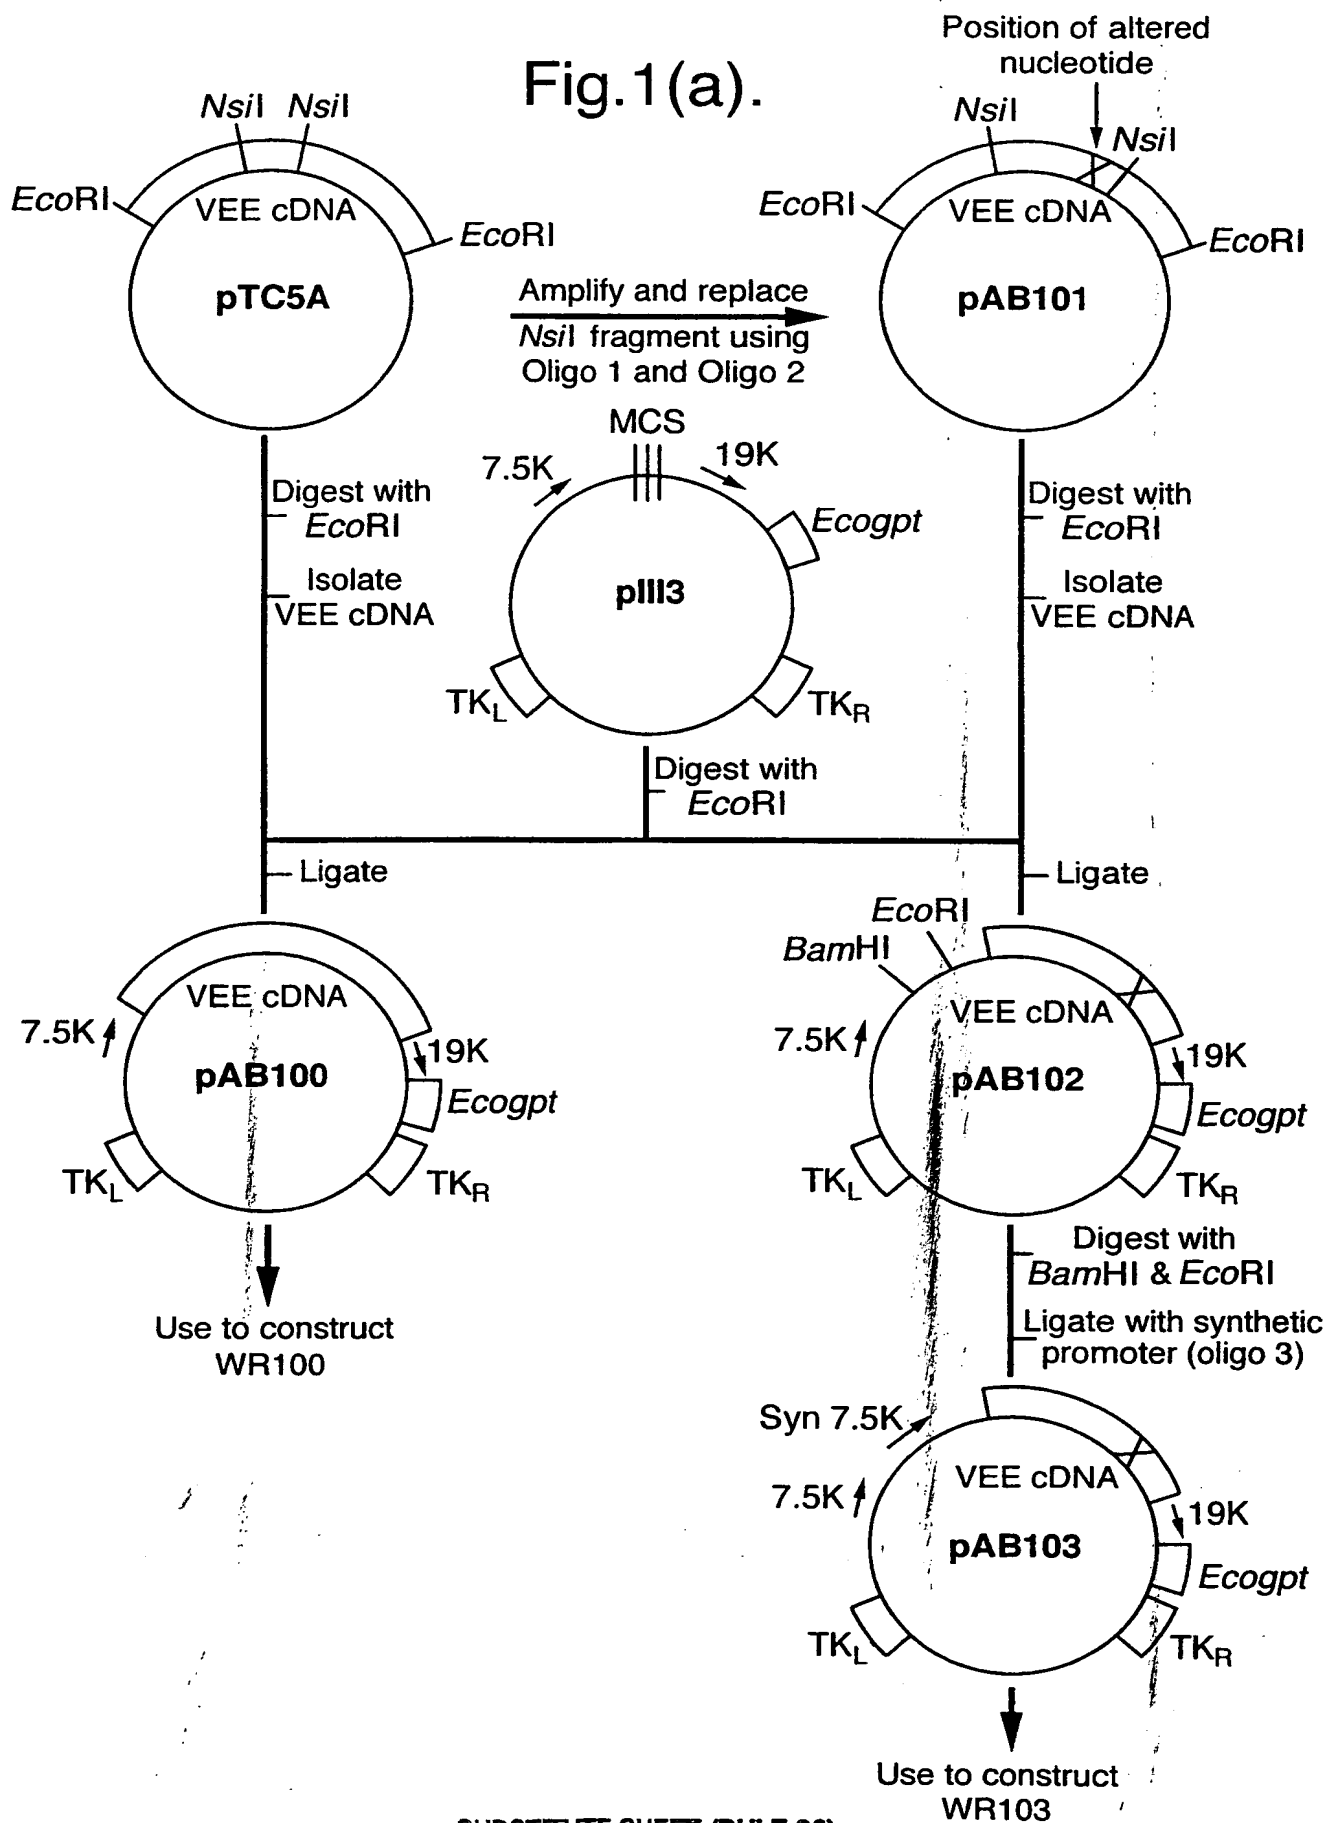 Fig.1(a).
Position of altered
nucleotide
NsiI NsiI
EcoRI
EcoRI
VEE cDNA
pTC5A
Amplify and replace
NsiI fragment using
Oligo 1 and Oligo 2
NsiI
NsiI
EcoRI
EcoRI
VEE cDNA
pAB101
Digest with
EcoRI
Isolate
VEE cDNA
MCS
7.5K
19K
Ecogpt
pIII3
TKL
TKR
Digest with
EcoRI
Digest with
EcoRI
Isolate
VEE cDNA
Ligate
Ligate
VEE cDNA
7.5K
19K
pAB100
Ecogpt
TKL
TKR
Use to construct
WR100
EcoRI
BamHI
VEE cDNA
7.5K
19K
pAB102
Ecogpt
TKL
TKR
Digest with
BamHI & EcoRI
Ligate with synthetic
promoter (oligo 3)
Syn 7.5K
VEE cDNA
7.5K
19K
pAB103
Ecogpt
TKL
TKR
Use to construct
WR103